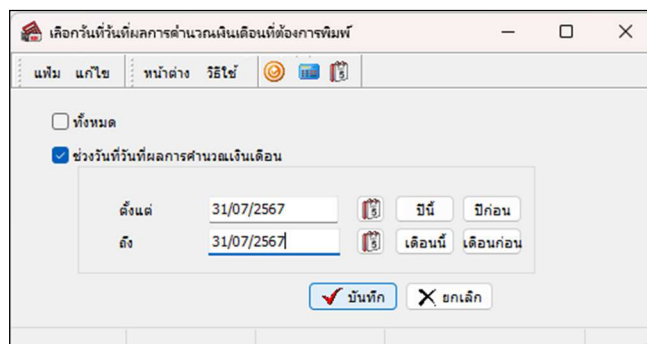 เลือกวันที่วันที่ผลการคำนวณเงินเดือนที่ต้องการพิมพ์
แฟ้ม แก้ไข หน้าต่าง วิธีใช้
ทั้งหมด
ช่วงวันที่วันที่ผลการคำนวณเงินเดือน
ตั้งแต่ 31/07/2567 ปีนี้ ปีก่อน
ถึง 31/07/2567 เดือนนี้ เดือนก่อน
บันทึก ยกเลิก